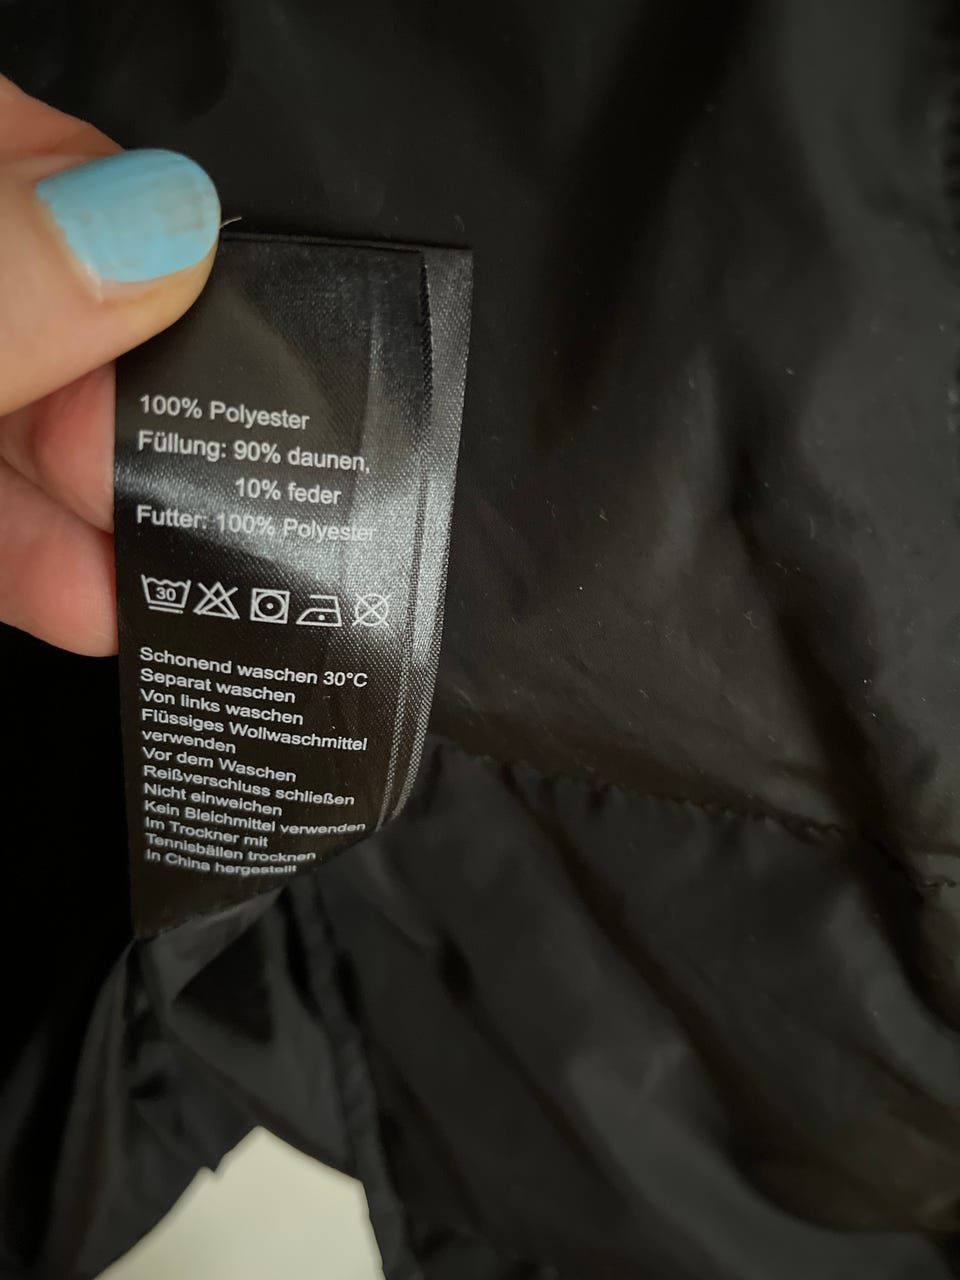 100% Polyester
Füllung: 90% daunen,
10% feder
Futter: 100% Polyester
30
Schonend waschen 30°C
Separat waschen
Von links waschen
Flüssiges Wollwaschmittel
verwenden
Vor dem Waschen
Reißverschluss schließen
Nicht einweichen
Kein Bleichmittel verwenden
Im Trockner mit
Tennisbällen trocknen
In China hergestellt